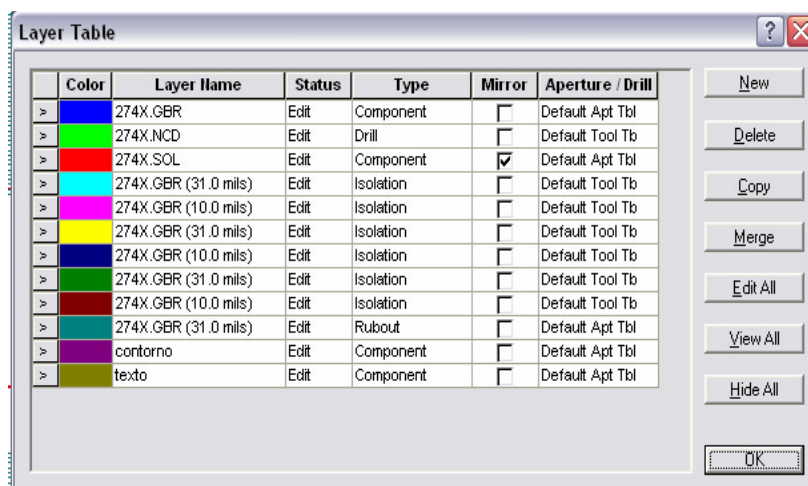 Layer Table
Color Layer Name Status Type Mirror Aperture / Drill
> 274X.GBR Edit Component Default Apt Tbl
> 274X.NCD Edit Drill Default Tool Tb
> 274X.SOL Edit Component Default Apt Tbl
> 274X.GBR (31.0 mils) Edit Isolation Default Tool Tb
> 274X.GBR (10.0 mils) Edit Isolation Default Tool Tb
> 274X.GBR (31.0 mils) Edit Isolation Default Tool Tb
> 274X.GBR (10.0 mils) Edit Isolation Default Tool Tb
> 274X.GBR (31.0 mils) Edit Isolation Default Tool Tb
> 274X.GBR (10.0 mils) Edit Isolation Default Tool Tb
> 274X.GBR (31.0 mils) Edit Rubout Default Apt Tbl
> contorno Edit Component Default Apt Tbl
> texto Edit Component Default Apt Tbl
New
Delete
Copy
Merge
Edit All
View All
Hide All
OK